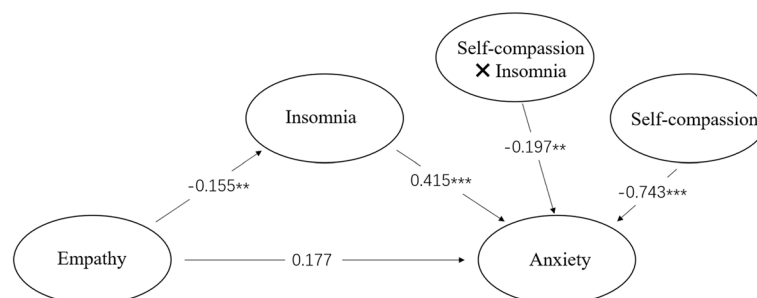 Self-compassion
✕ Insomnia
Insomnia
Self-compassion
-0.197**
-0.155**
0.415***
-0.743***
Empathy
0.177
Anxiety